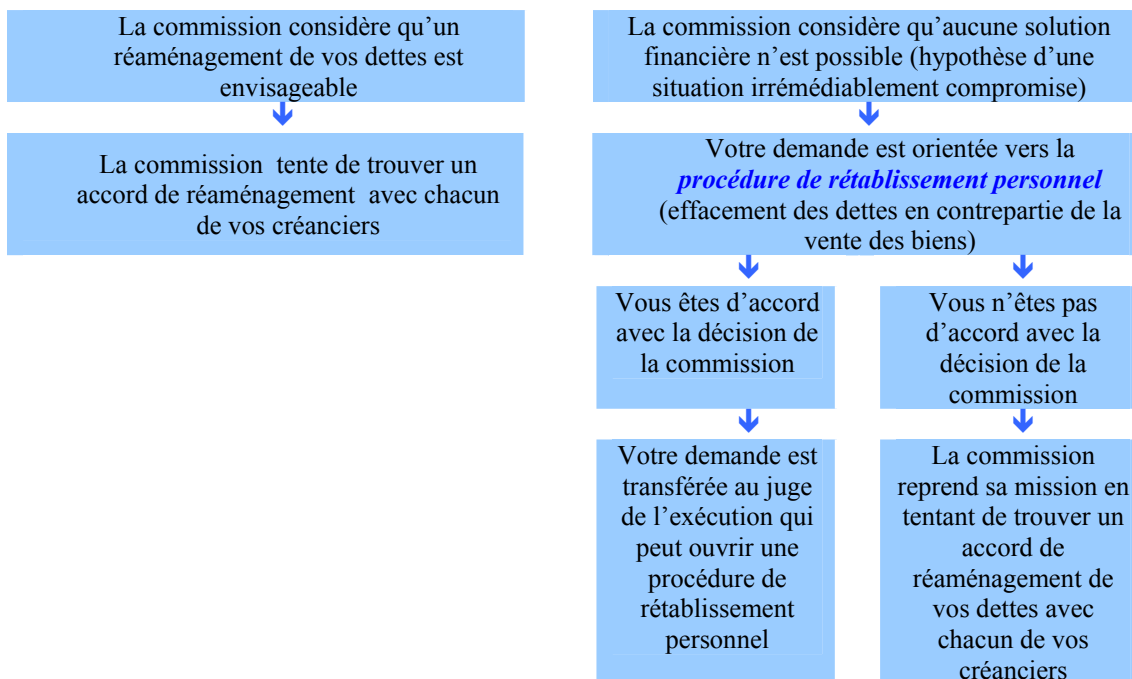 La commission considère qu'un
réaménagement de vos dettes est
envisageable
La commission tente de trouver un
accord de réaménagement avec chacun
de vos créanciers
La commission considère qu'aucune solution
financière n'est possible (hypothèse d'une
situation irrémédiablement compromise)
Votre demande est orientée vers la
procédure de rétablissement personnel
(effacement des dettes en contrepartie de la
vente des biens)
Vous êtes d'accord
avec la décision de
la commission
Votre demande est
transférée au juge
de l'exécution qui
peut ouvrir une
procédure de
rétablissement
personnel
Vous n'êtes pas
d'accord avec la
décision de la
commission
La commission
reprend sa mission en
tentant de trouver un
accord de
réaménagement de
vos dettes avec
chacun de vos
créanciers